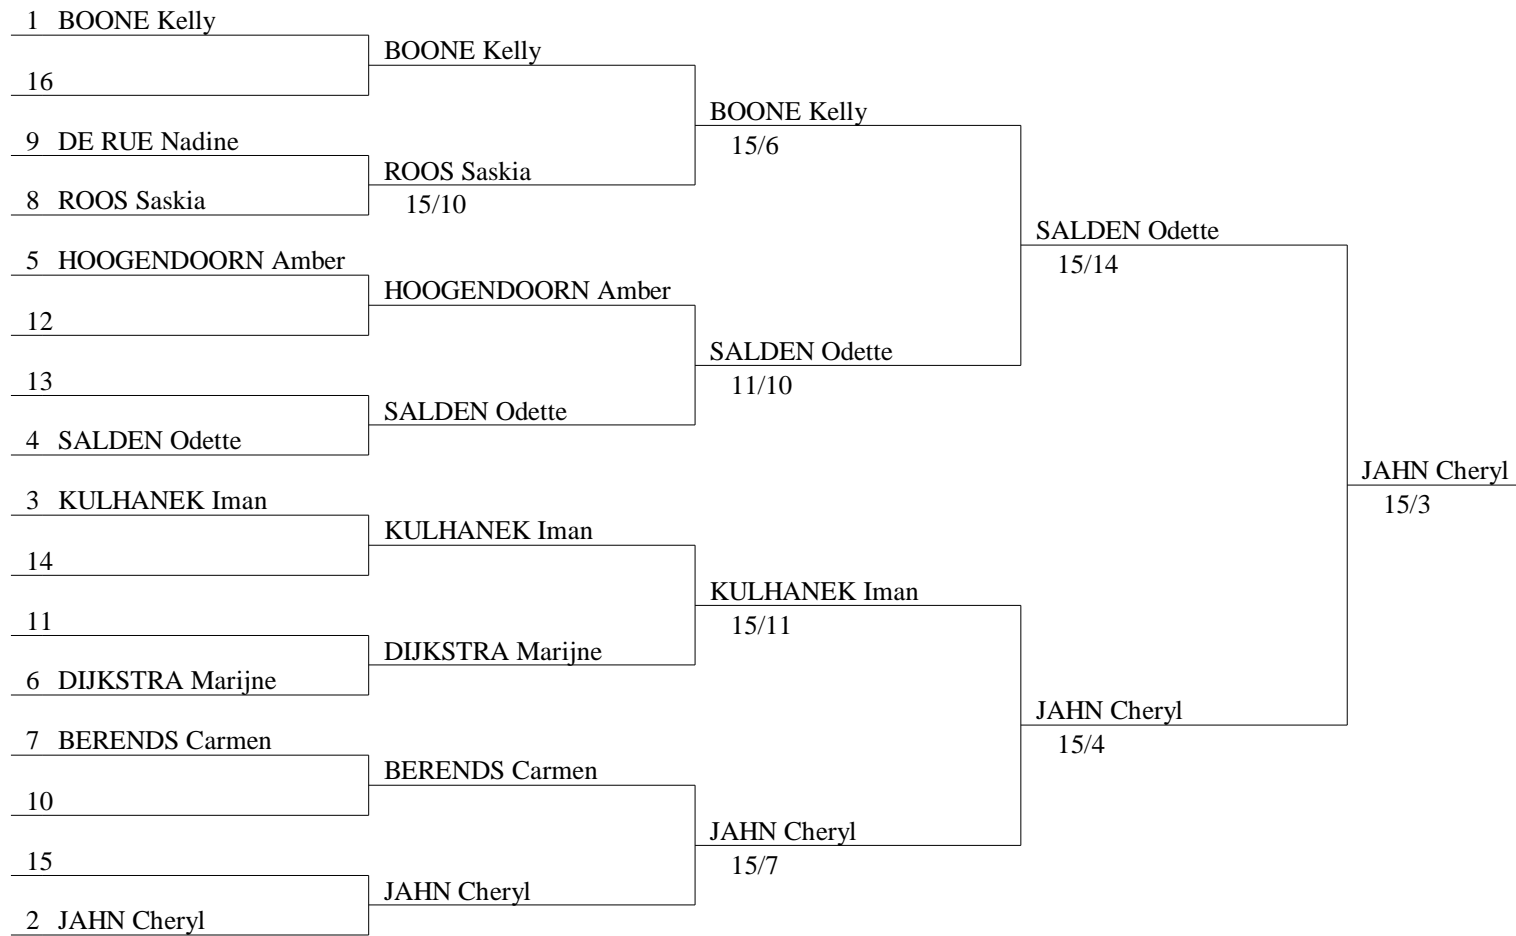 1 BOONE Kelly
16
9 DE RUE Nadine
8 ROOS Saskia
5 HOOGENDOORN Amber
12
13
4 SALDEN Odette
3 KULHANEK Iman
14
11
6 DIJKSTRA Marijne
7 BERENDS Carmen
10
15
2 JAHN Cheryl
BOONE Kelly
ROOS Saskia
15/10
HOOGENDOORN Amber
SALDEN Odette
KULHANEK Iman
DIJKSTRA Marijne
BERENDS Carmen
JAHN Cheryl
BOONE Kelly
15/6
SALDEN Odette
11/10
KULHANEK Iman
15/11
JAHN Cheryl
15/7
SALDEN Odette
15/14
JAHN Cheryl
15/4
JAHN Cheryl
15/3